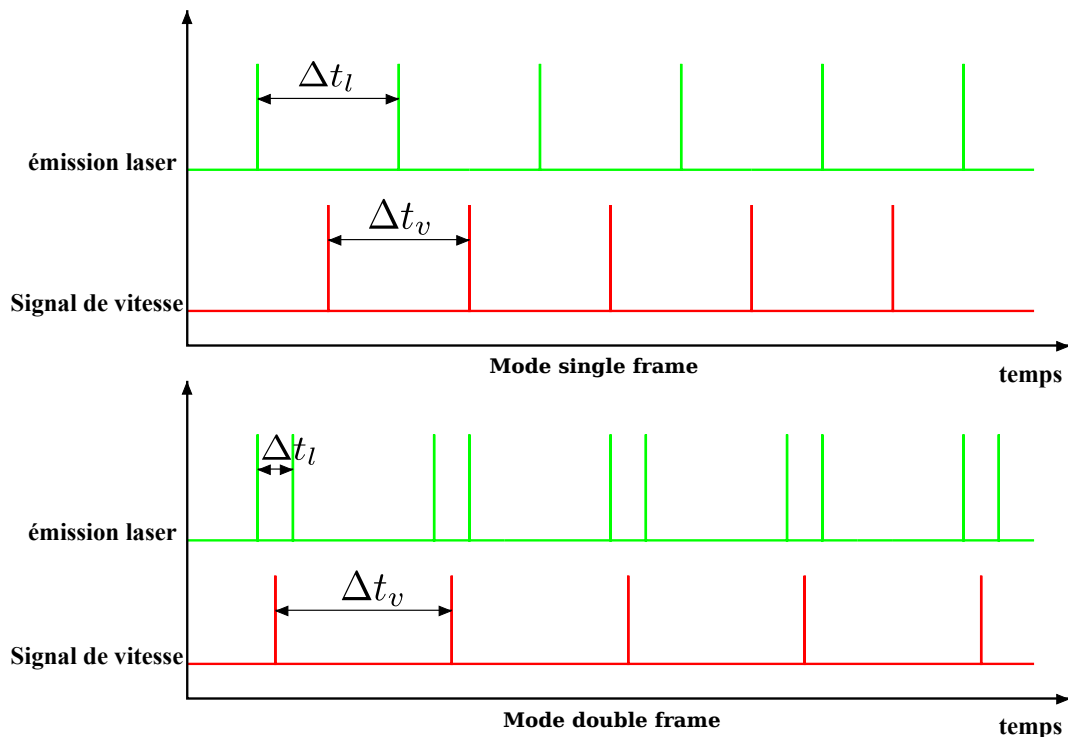 Δt_l
émission laser
Δt_v
Signal de vitesse
Mode single frame
temps
Δt_l
émission laser
Δt_v
Signal de vitesse
Mode double frame
temps